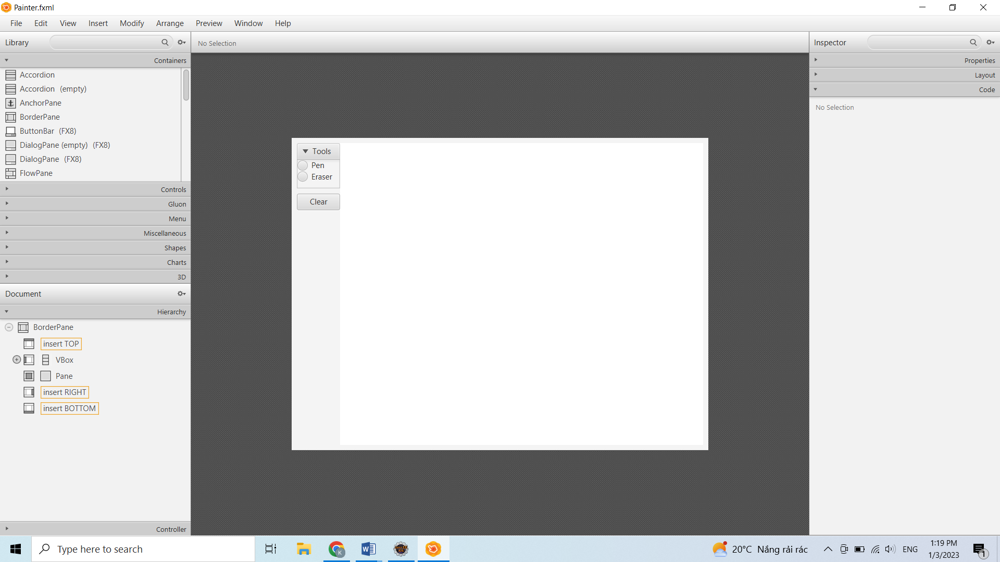 Painter.fxml
File Edit View Insert Modify Arrange Preview Window Help
Library
No Selection
Inspector
Containers
Accordion
Accordion (empty)
AnchorPane
BorderPane
ButtonBar (FX8)
DialogPane (empty) (FX8)
DialogPane (FX8)
FlowPane
Controls
Gluon
Menu
Miscellaneous
Shapes
Charts
3D
Document
Hierarchy
BorderPane
insert TOP
VBox
Pane
insert RIGHT
insert BOTTOM
Controller
Tools
Pen
Eraser
Clear
Properties
Layout
Code
No Selection
Type here to search
K
W
20°C Nắng rải rác
ENG
1:19 PM
1/3/2023
1